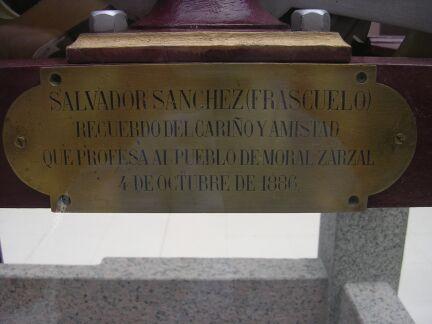 SALVADOR SANCHEZ (FRASCUELO)
RECUERDO DEL CARIÑO Y AMISTAD
QUE PROFESA AL PUEBLO DE MORAL ZARZAL
4 DE OCTUBRE DE 1886